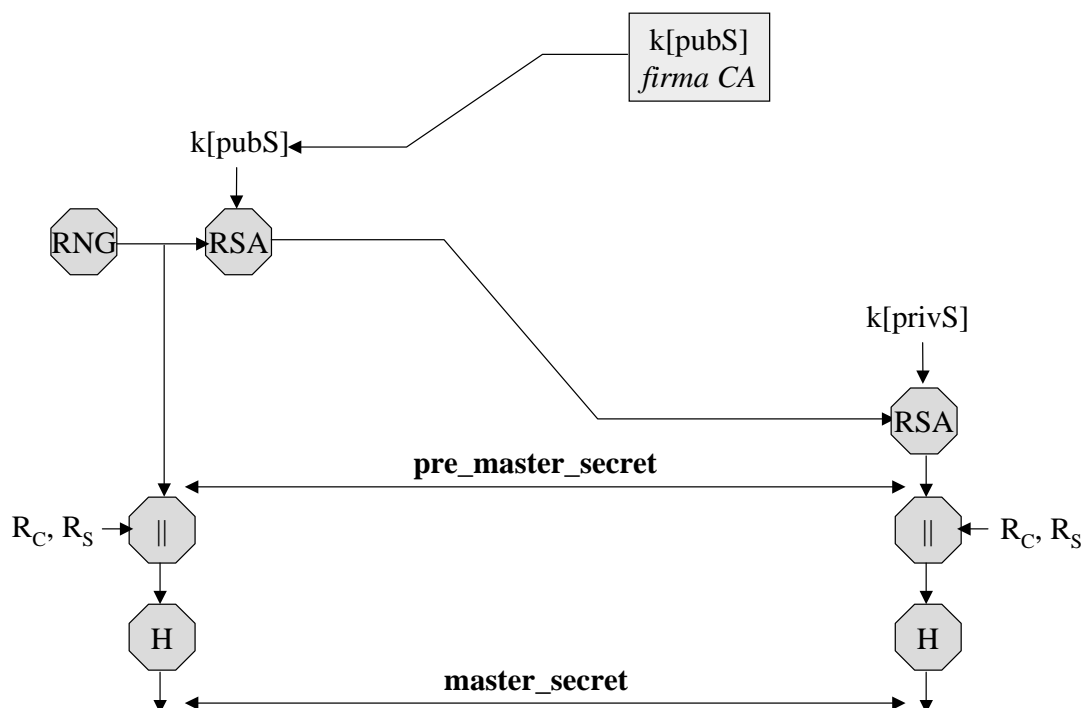 k[pubS]
firma CA
k[pubS]
RNG
RSA
k[privS]
RSA
pre_master_secret
R_C, R_S
||
||
R_C, R_S
H
H
master_secret